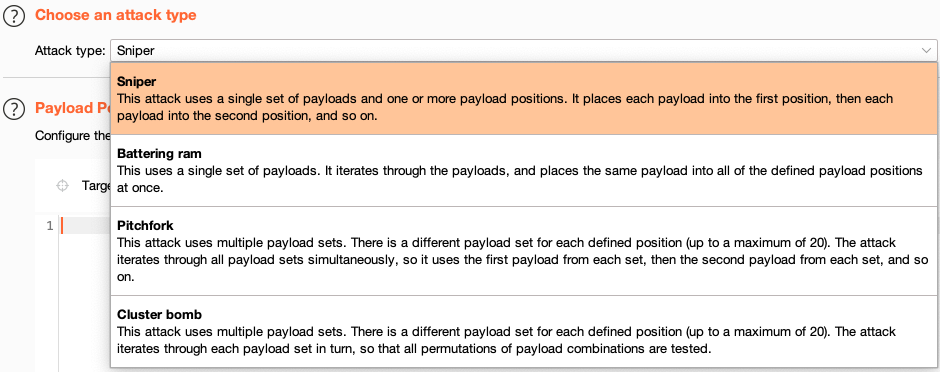 ? Choose an attack type
Attack type: Sniper
Sniper
This attack uses a single set of payloads and one or more payload positions. It places each payload into the first position, then each
payload into the second position, and so on.
? Payload Po
Configure the
Battering ram
This uses a single set of payloads. It iterates through the payloads, and places the same payload into all of the defined payload positions
at once.
Targe
1
Pitchfork
This attack uses multiple payload sets. There is a different payload set for each defined position (up to a maximum of 20). The attack
iterates through all payload sets simultaneously, so it uses the first payload from each set, then the second payload from each set, and so
on.
Cluster bomb
This attack uses multiple payload sets. There is a different payload set for each defined position (up to a maximum of 20). The attack
iterates through each payload set in turn, so that all permutations of payload combinations are tested.